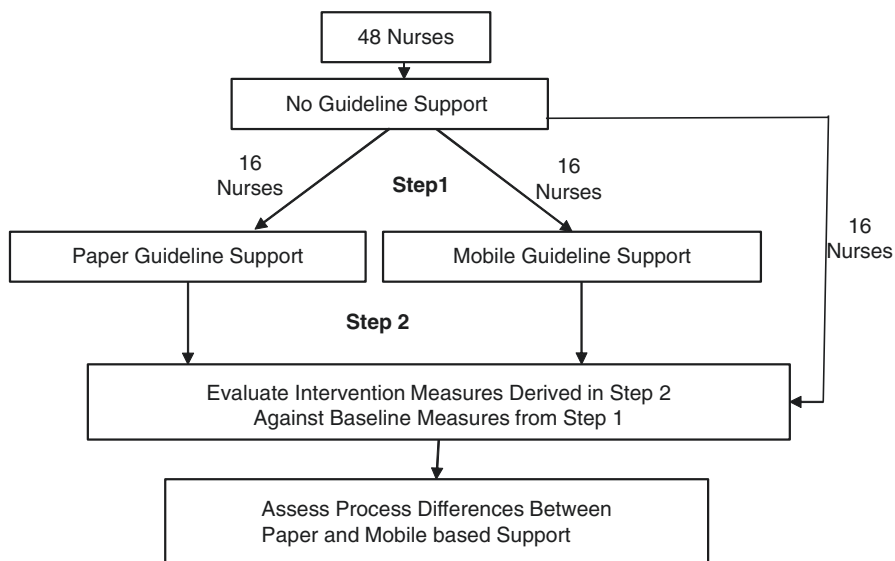 48 Nurses
No Guideline Support
16
Nurses
Step1
16
Nurses
16
Nurses
Paper Guideline Support
Mobile Guideline Support
Step 2
Evaluate Intervention Measures Derived in Step 2
Against Baseline Measures from Step 1
Assess Process Differences Between
Paper and Mobile based Support